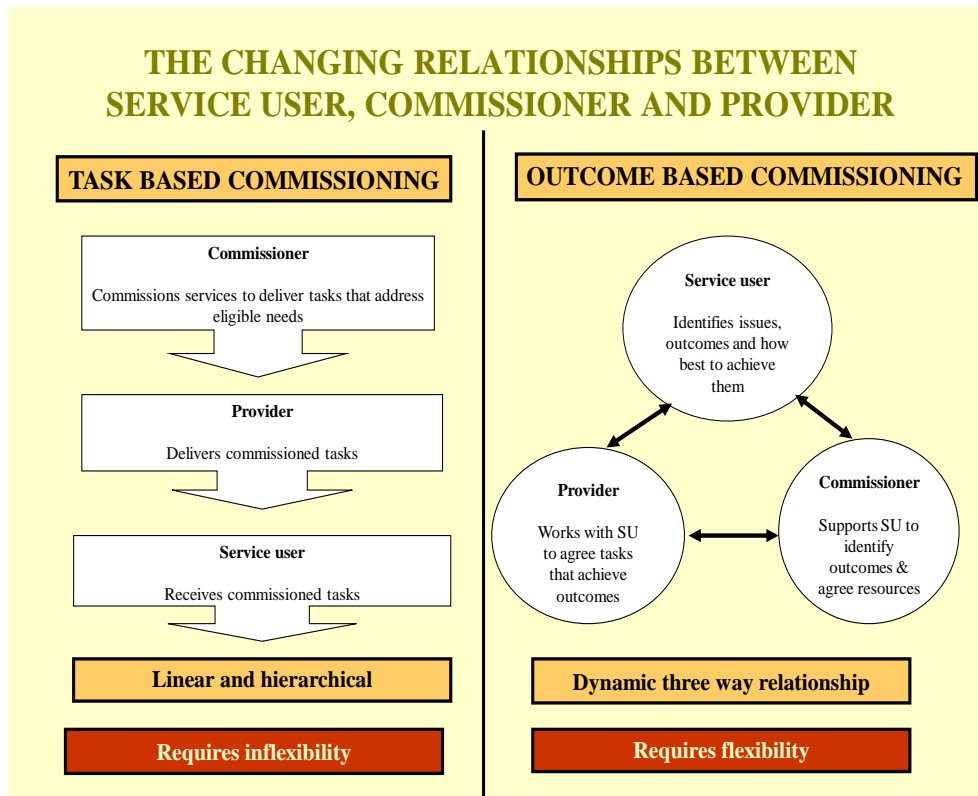 THE CHANGING RELATIONSHIPS BETWEEN
SERVICE USER, COMMISSIONER AND PROVIDER
TASK BASED COMMISSIONING
Commissioner
Commissions services to deliver tasks that address
eligible needs
Provider
Delivers commissioned tasks
Service user
Receives commissioned tasks
Linear and hierarchical
Requires inflexibility
OUTCOME BASED COMMISSIONING
Service user
Identifies issues,
outcomes and how
best to achieve
them
Provider
Works with SU
to agree tasks
that achieve
outcomes
Commissioner
Supports SU to
identify
outcomes &
agree resources
Dynamic three way relationship
Requires flexibility